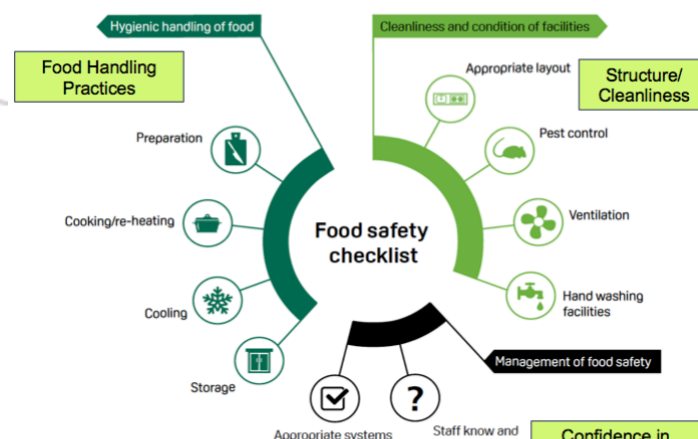 Hygienic handling of food
Cleanliness and condition of facilities
Food Handling
Practices
Appropriate layout
Structure/
Cleanliness
Preparation
Pest control
Cooking/re-heating
Ventilation
Food safety
checklist
Cooling
Hand washing
facilities
Storage
Management of food safety
?
Appropriate systems
Staff know and
Confidence in